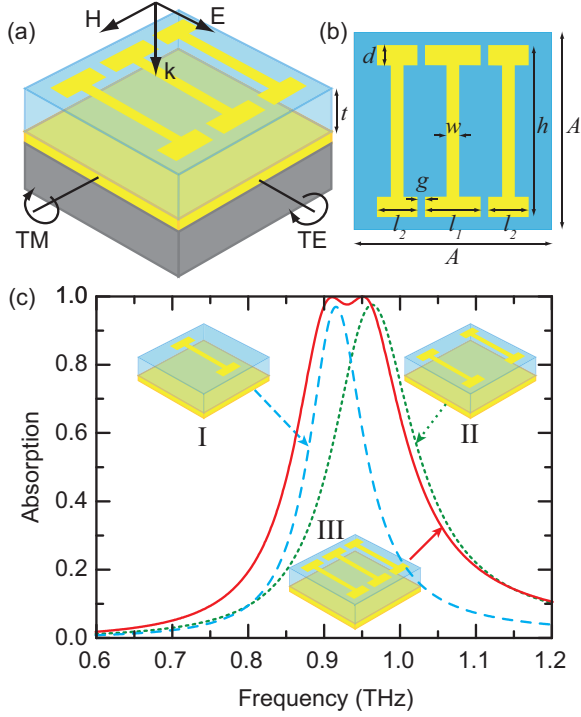 (a)
H
E
k
t
TM
TE
(b)
d
w
h
A
g
l2
l1
l2
A
(c)
1.0
0.8
0.6
0.4
0.2
0.0
Absorption
I
II
III
0.6
0.7
0.8
0.9
1.0
1.1
1.2
Frequency (THz)